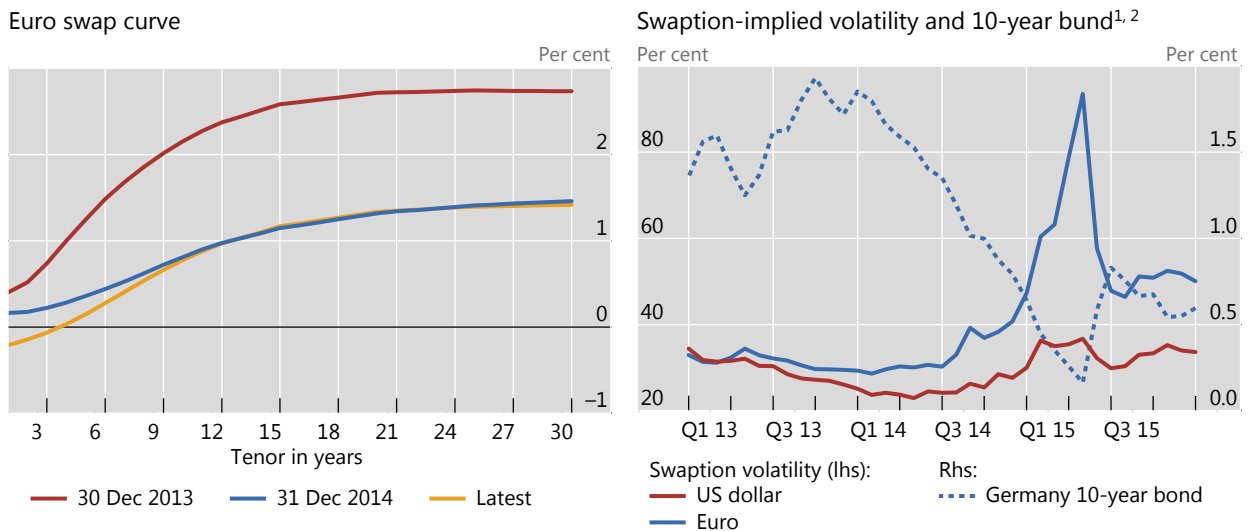 Euro swap curve
Per cent
2
1
0
–1
3 6 9 12 15 18 21 24 27 30
Tenor in years
30 Dec 2013 31 Dec 2014 Latest
Swaption-implied volatility and 10-year bund1, 2
Per cent Per cent
80 1.5
60 1.0
40 0.5
20 0.0
Q1 13 Q3 13 Q1 14 Q3 14 Q1 15 Q3 15
Swaption volatility (lhs): Rhs:
US dollar Germany 10-year bond
Euro